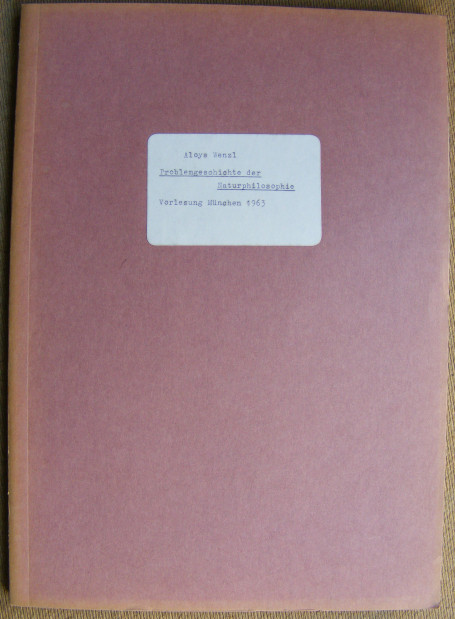 Aloys Wenzl
Problemgeschichte der
Naturphilosophie
Vorlesung München 1963